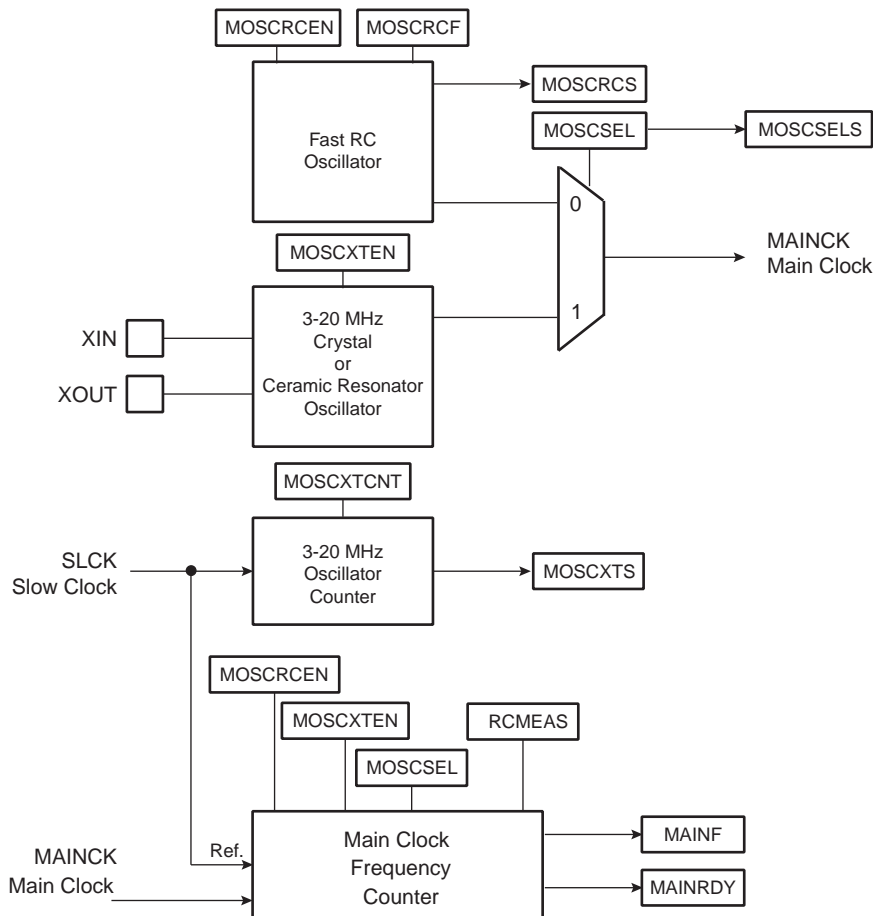 MOSCRCEN
MOSCRCF
MOSCRCS
Fast RC
Oscillator
MOSCSEL
MOSCSELS
0
MAINCK
Main Clock
MOSCXTEN
3-20 MHz
Crystal
or
Ceramic Resonator
Oscillator
1
XIN
XOUT
MOSCXTCNT
3-20 MHz
Oscillator
Counter
SLCK
Slow Clock
MOSCXTS
MOSCRCEN
MOSCXTEN
RCMEAS
MOSCSEL
Main Clock
Frequency
Counter
Ref.
MAINCK
Main Clock
MAINF
MAINRDY